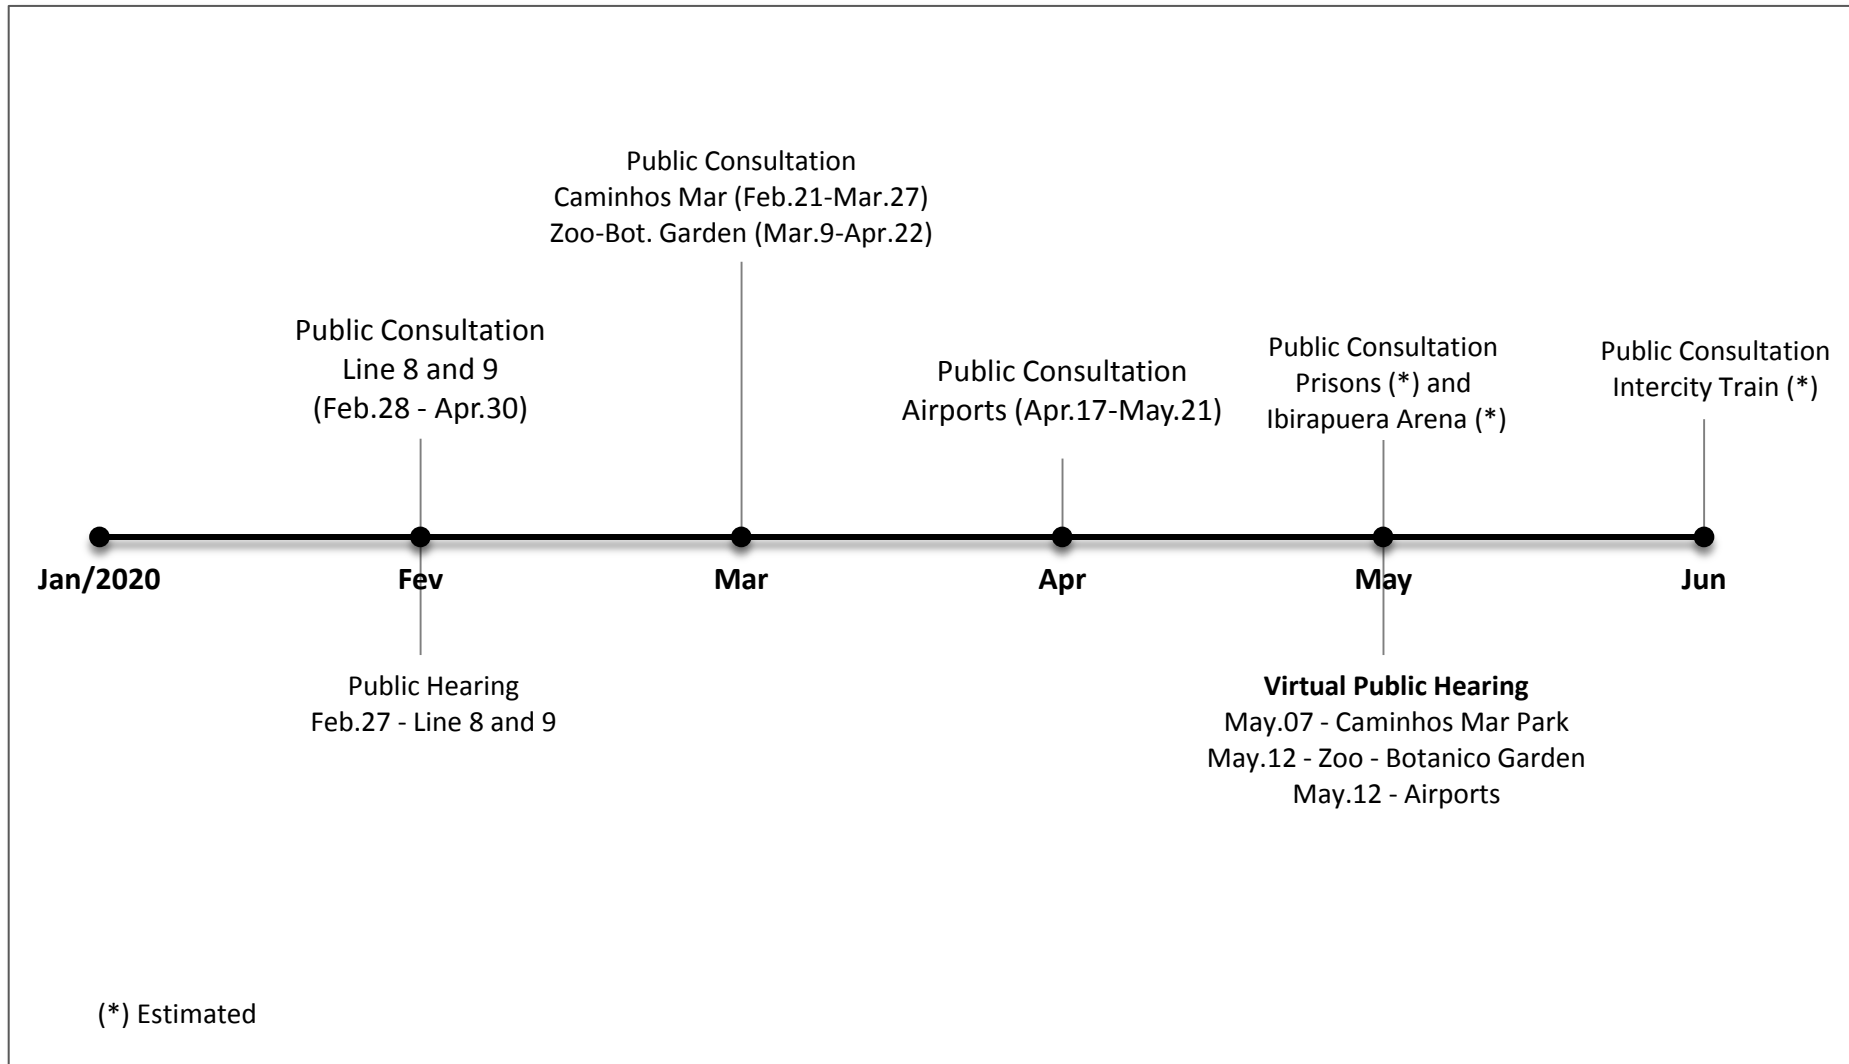 Public Consultation
Caminhos Mar (Feb.21-Mar.27)
Zoo-Bot. Garden (Mar.9-Apr.22)
Public Consultation
Line 8 and 9
(Feb.28 - Apr.30)
Public Consultation
Airports (Apr.17-May.21)
Public Consultation
Prisons (*) and
Ibirapuera Arena (*)
Public Consultation
Intercity Train (*)
Jan/2020
Fev
Mar
Apr
May
Jun
Public Hearing
Feb.27 - Line 8 and 9
Virtual Public Hearing
May.07 - Caminhos Mar Park
May.12 - Zoo - Botanico Garden
May.12 - Airports
(*) Estimated